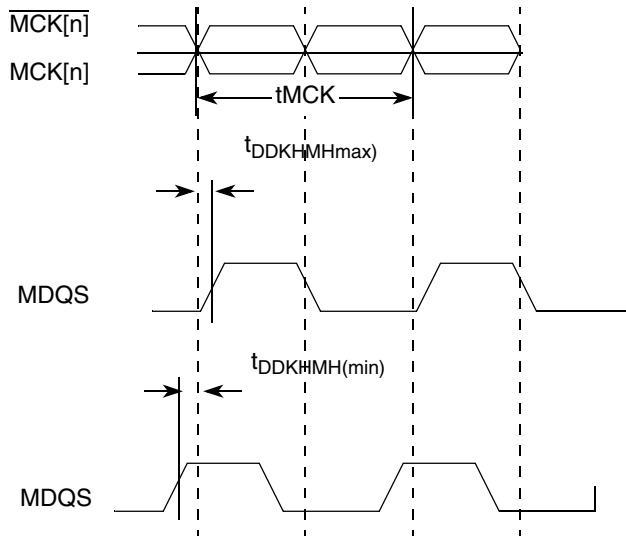 MCK[n]
MCK[n]
tMCK
tDDKHMHmax)
MDQS
tDDKHMH(min)
MDQS